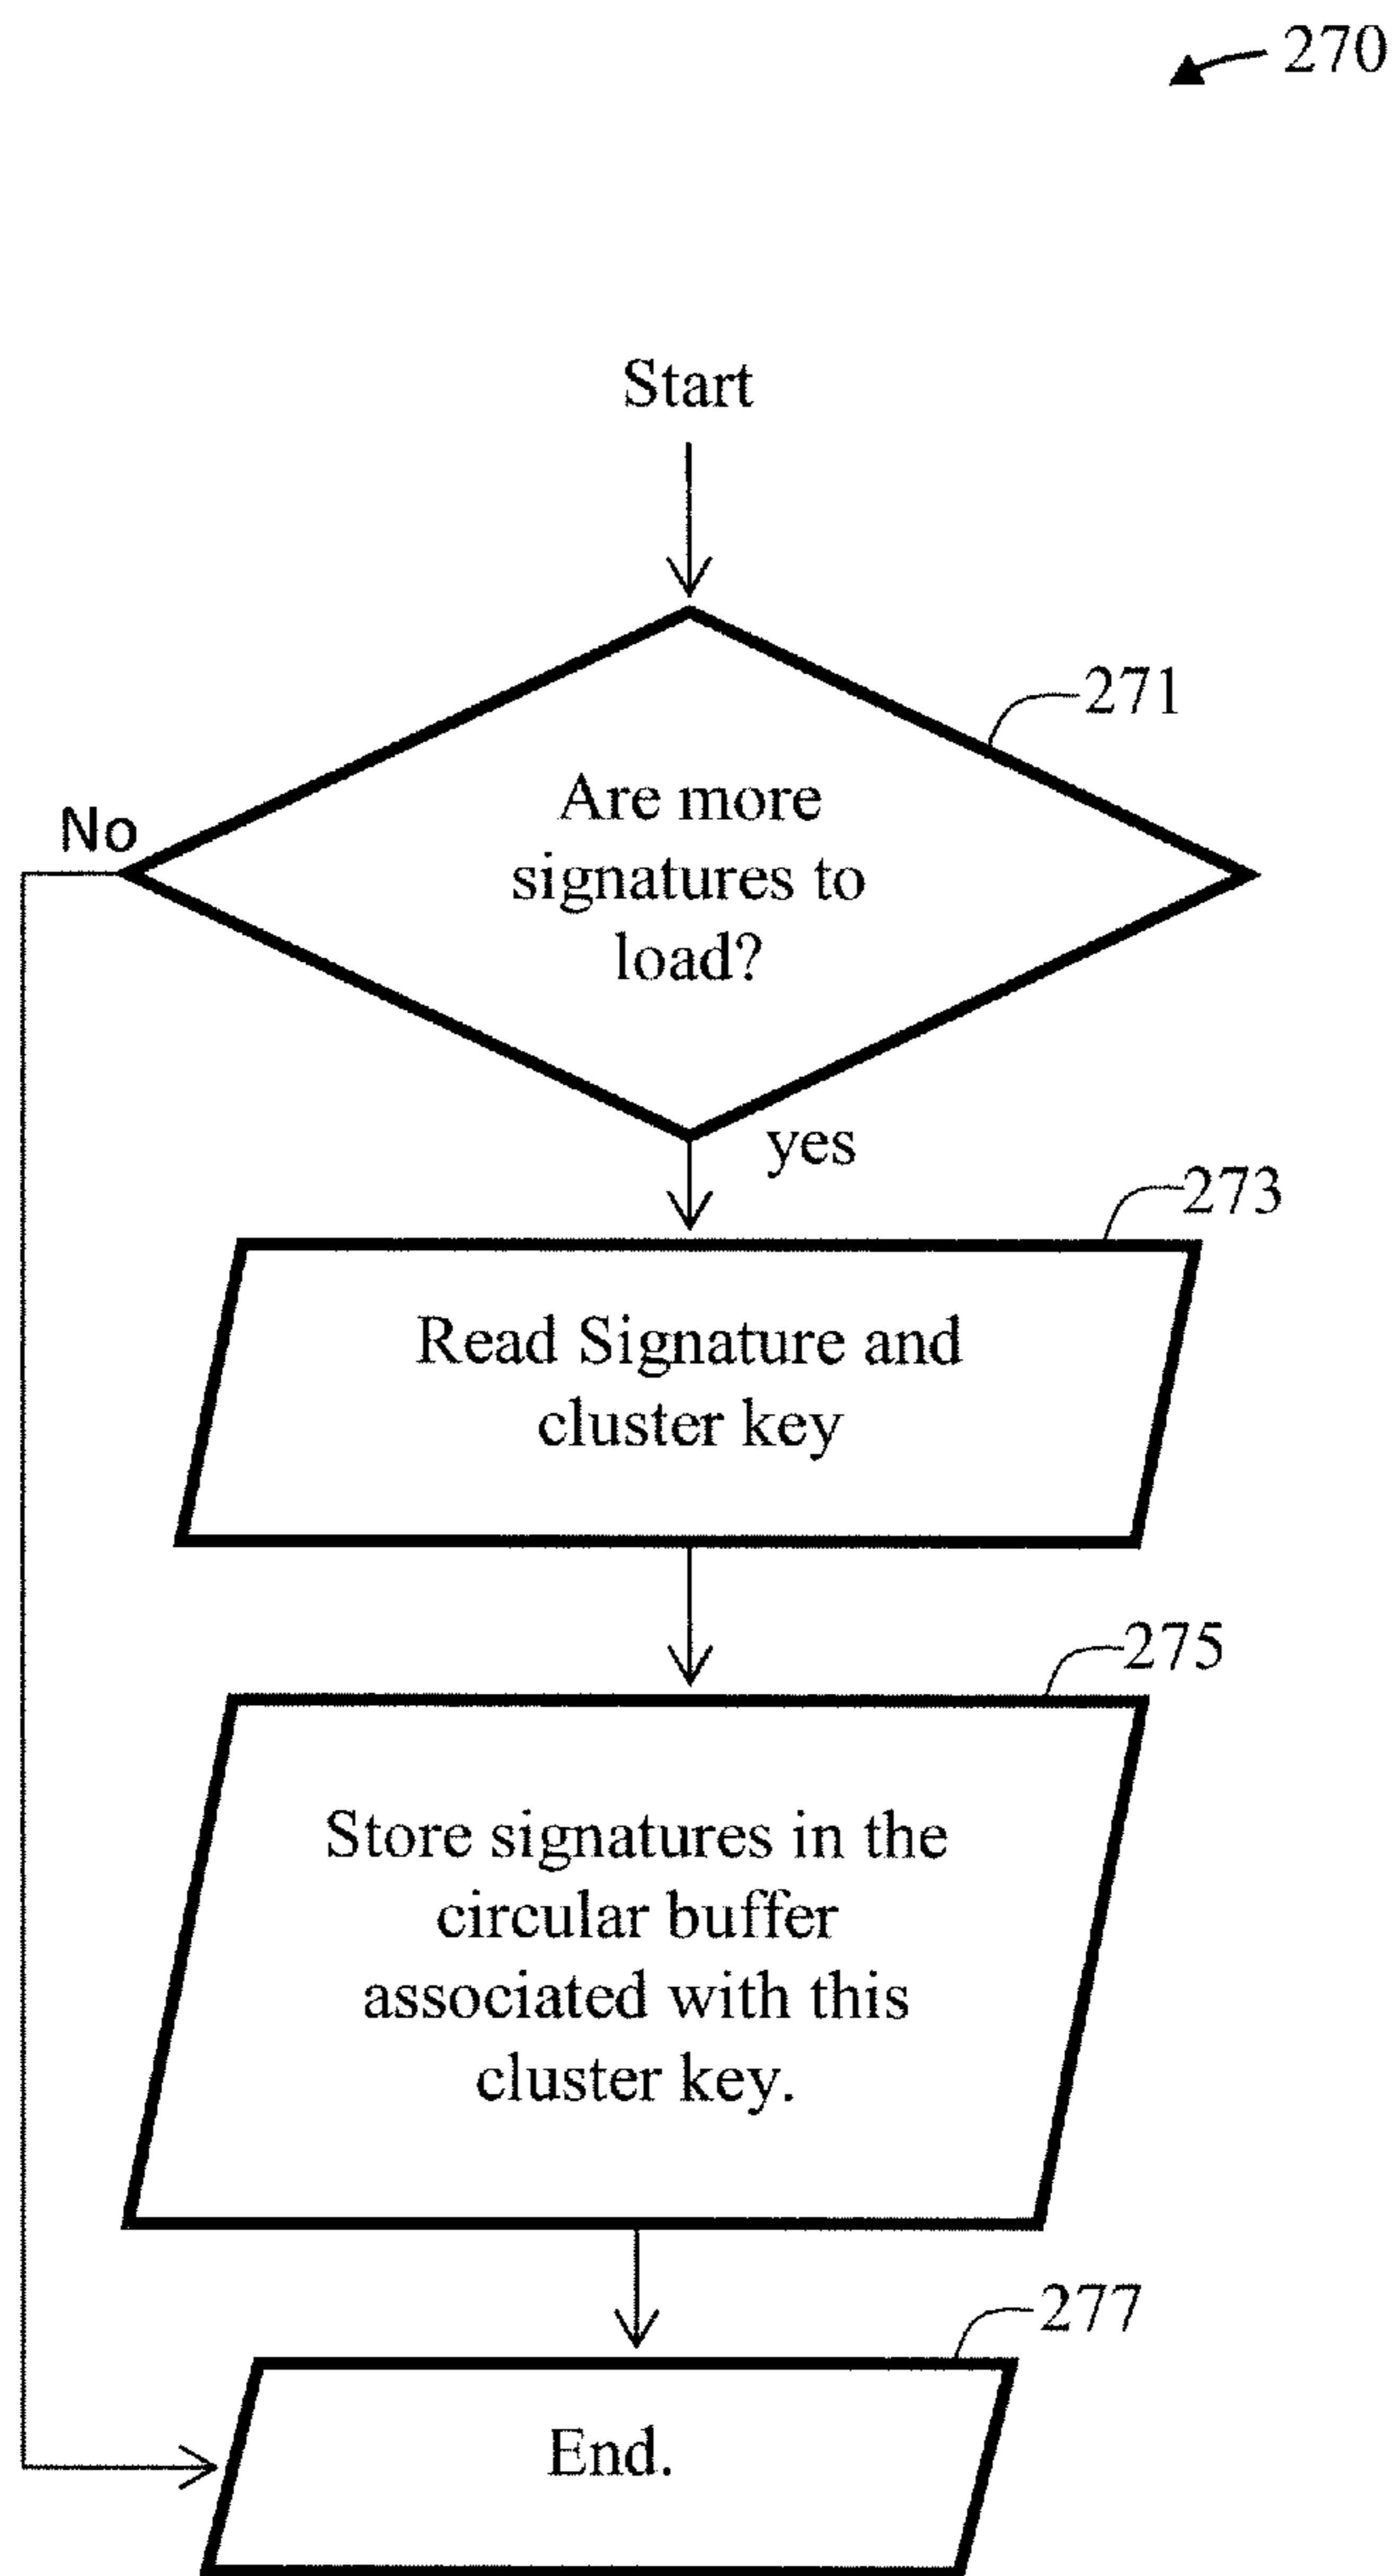 270
Start
271
Are more
signatures to
load?
No
yes
273
Read Signature and
cluster key
275
Store signatures in the
circular buffer
associated with this
cluster key.
277
End.